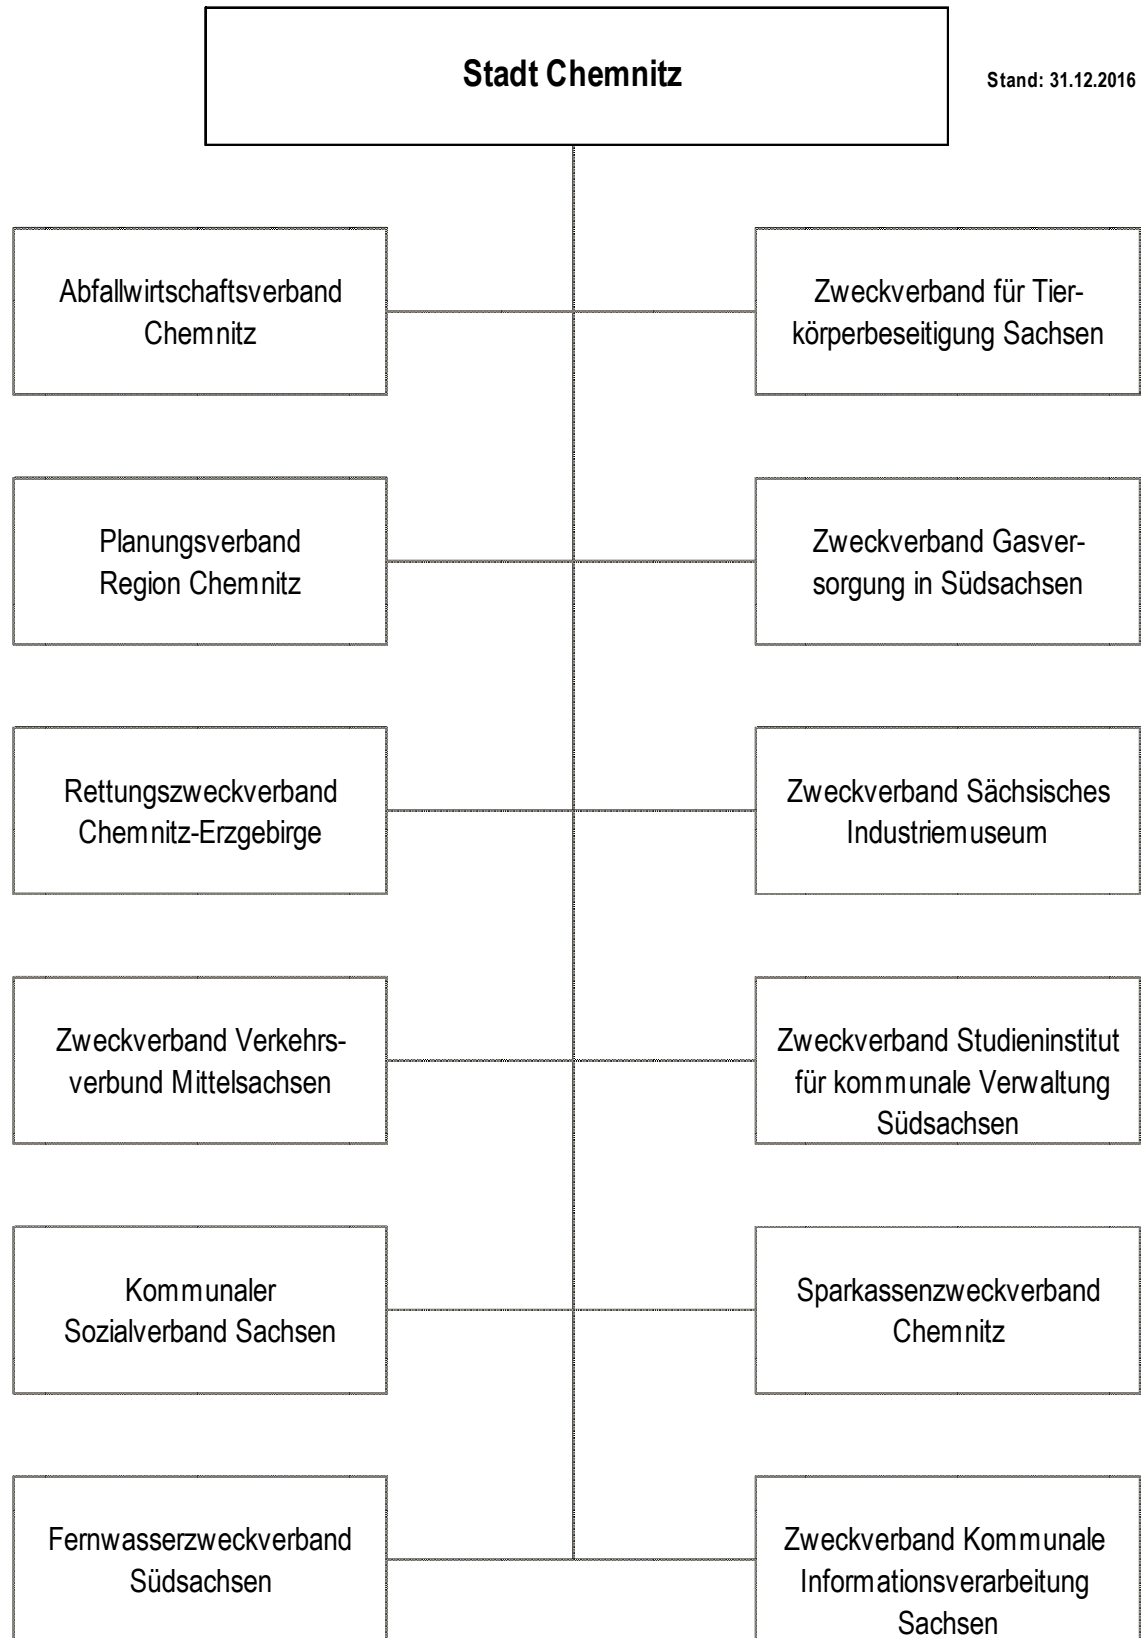 Stadt Chemnitz
Stand: 31.12.2016
Abfallwirtschaftsverband
Chemnitz
Zweckverband für Tier-
körperbeseitigung Sachsen
Planungsverband
Region Chemnitz
Zweckverband Gasver-
sorgung in Südsachsen
Rettungszweckverband
Chemnitz-Erzgebirge
Zweckverband Sächsisches
Industriemuseum
Zweckverband Verkehrs-
verbund Mittelsachsen
Zweckverband Studieninstitut
für kommunale Verwaltung
Südsachsen
Kommunaler
Sozialverband Sachsen
Sparkassenzweckverband
Chemnitz
Fernwasserzweckverband
Südsachsen
Zweckverband Kommunale
Informationsverarbeitung
Sachsen